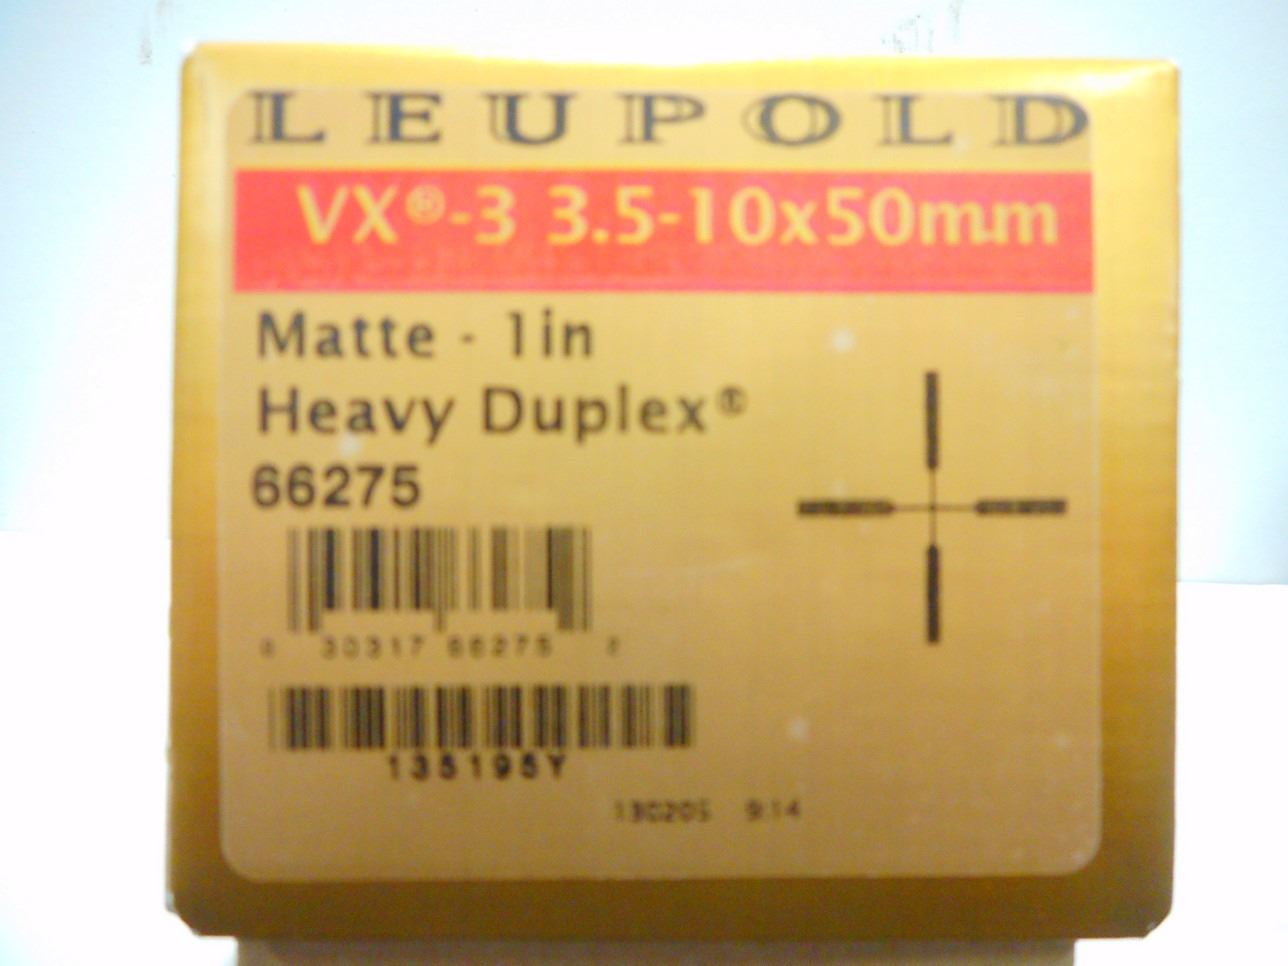 LEUPOLD
VX®-3 3.5-10x50mm
Matte - 1in
Heavy Duplex®
66275
0 30317 66275 2
135195Y
130205 9:14